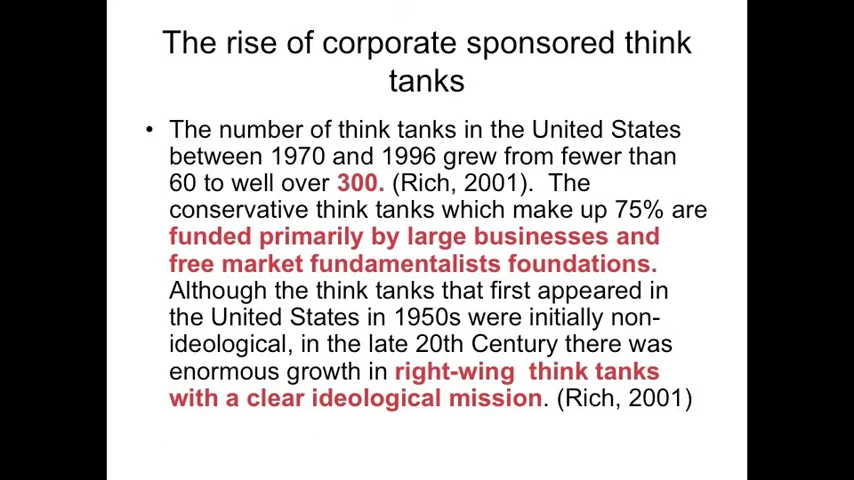 The rise of corporate sponsored think
tanks
• The number of think tanks in the United States
between 1970 and 1996 grew from fewer than
60 to well over 300. (Rich, 2001).  The
conservative think tanks which make up 75% are
funded primarily by large businesses and
free market fundamentalists foundations.
Although the think tanks that first appeared in
the United States in 1950s were initially non-
ideological, in the late 20th Century there was
enormous growth in right-wing  think tanks
with a clear ideological mission. (Rich, 2001)